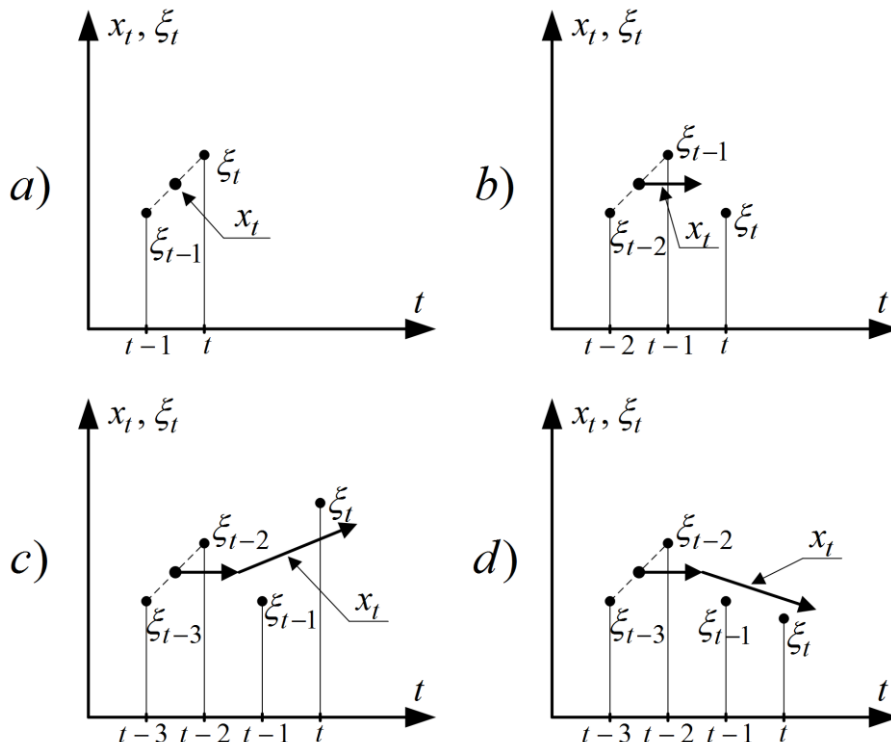 x_t, ξ_t
a)
ξ_t
x_t
ξ_{t−1}
t
t−1 t
x_t, ξ_t
b)
ξ_{t−1}
ξ_{t−2} x_t ξ_t
t
t−2 t−1 t
x_t, ξ_t
c)
ξ_t
ξ_{t−2}
x_t
ξ_{t−3} ξ_{t−1}
t
t−3 t−2 t−1 t
x_t, ξ_t
d)
ξ_{t−2} x_t
ξ_{t−3} ξ_{t−1} ξ_t
t
t−3 t−2 t−1 t